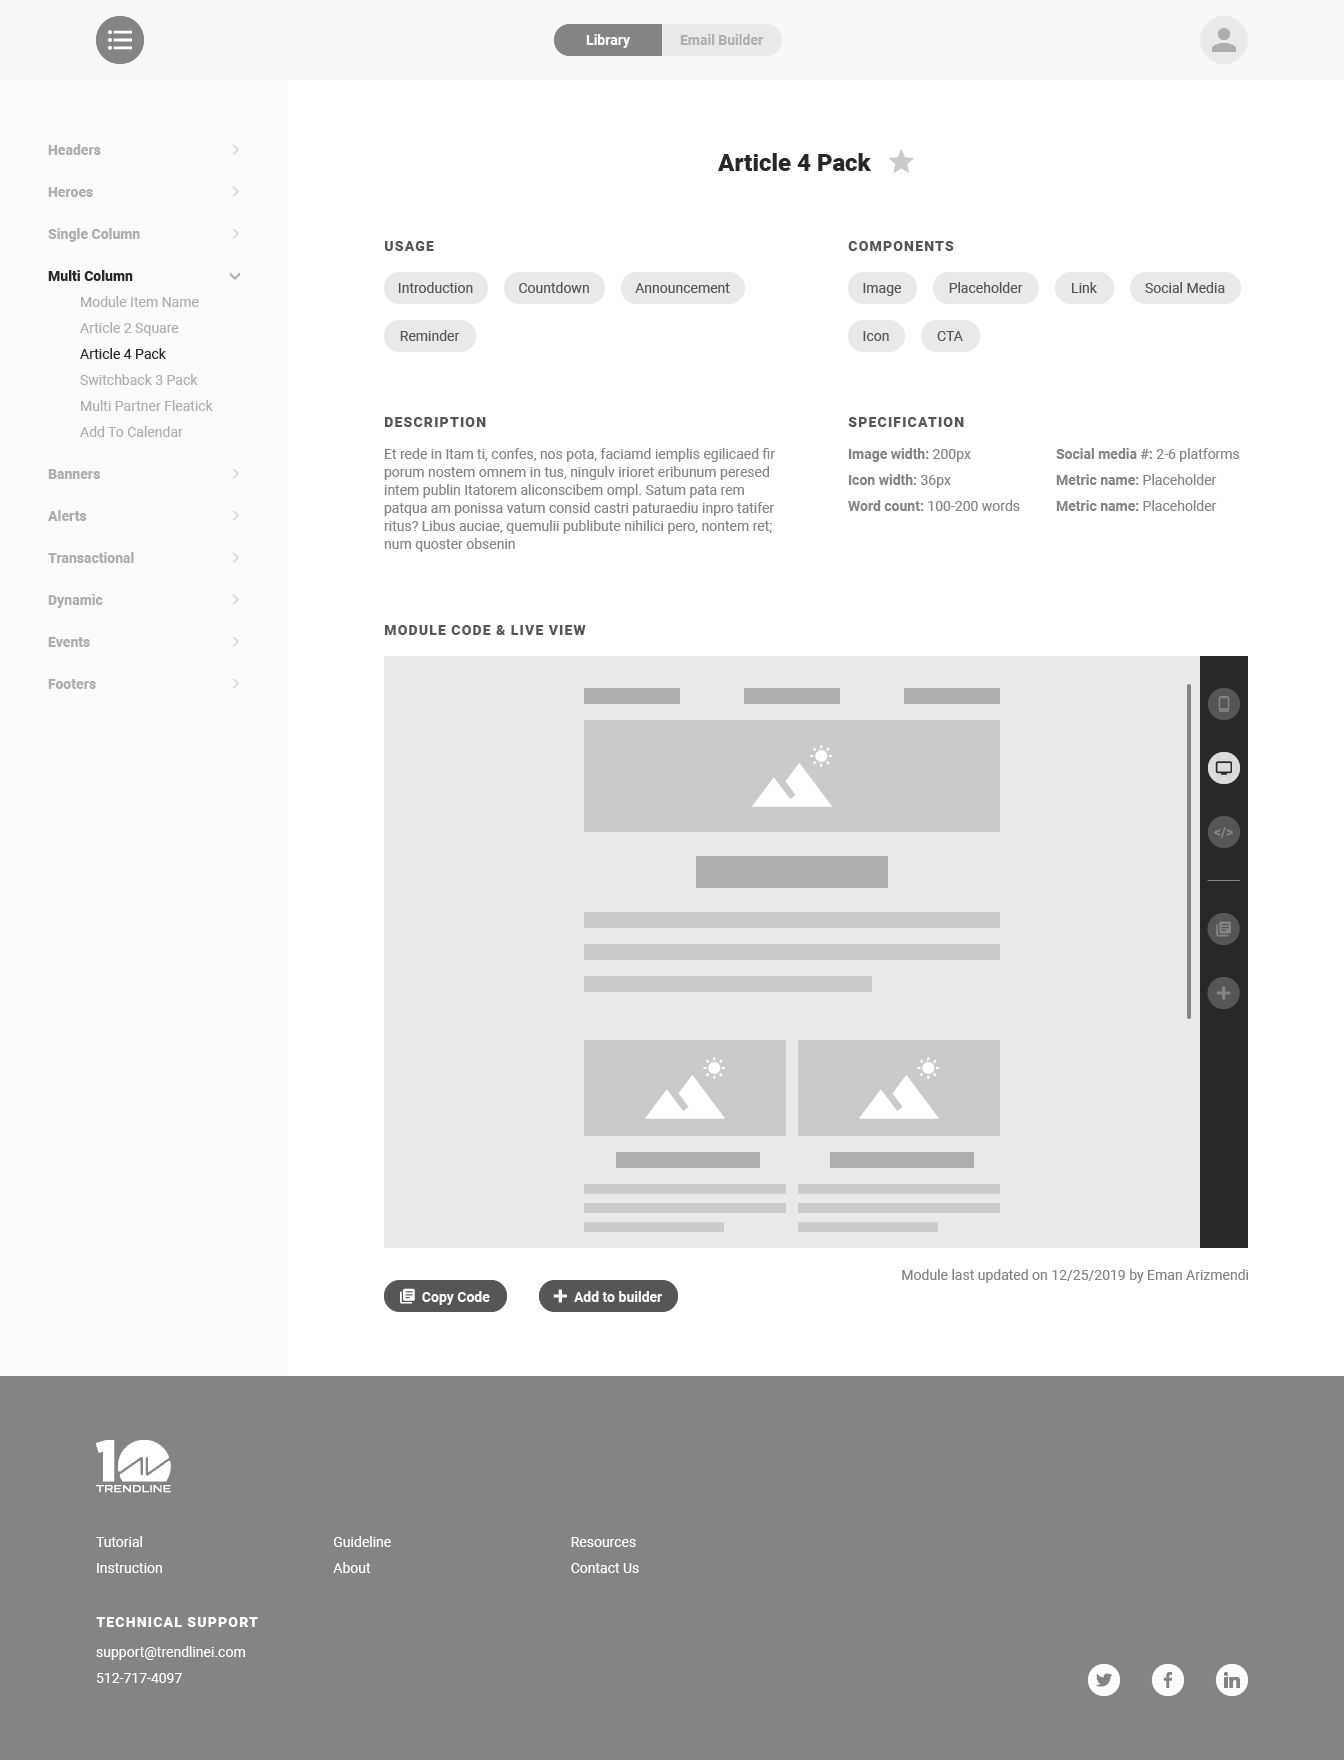 Library
Email Builder
Headers
Heroes
Single Column
Multi Column
Module Item Name
Article 2 Square
Article 4 Pack
Switchback 3 Pack
Multi Partner Fleatick
Add To Calendar
Banners
Alerts
Transactional
Dynamic
Events
Footers
Article 4 Pack
USAGE
Introduction
Countdown
Announcement
Reminder
COMPONENTS
Image
Placeholder
Link
Social Media
Icon
CTA
DESCRIPTION
Et rede in Itam ti, confes, nos pota, faciamd iemplis egilicaed fir
porum nostem omnem in tus, ningulv irioret eribunum peresed
intem publin Itatorem aliconscibem ompl. Satum pata rem
patqua am ponissa vatum consid castri paturaediu inpro tatifer
ritus? Libus auciae, quemulii publibute nihilici pero, nontem ret;
num quoster obsenin
SPECIFICATION
Image width: 200px
Icon width: 36px
Word count: 100-200 words
Social media #: 2-6 platforms
Metric name: Placeholder
Metric name: Placeholder
MODULE CODE & LIVE VIEW
</>
Copy Code
Add to builder
Module last updated on 12/25/2019 by Eman Arizmendi
10
TRENDLINE
Tutorial
Instruction
Guideline
About
Resources
Contact Us
TECHNICAL SUPPORT
support@trendlinei.com
512-717-4097